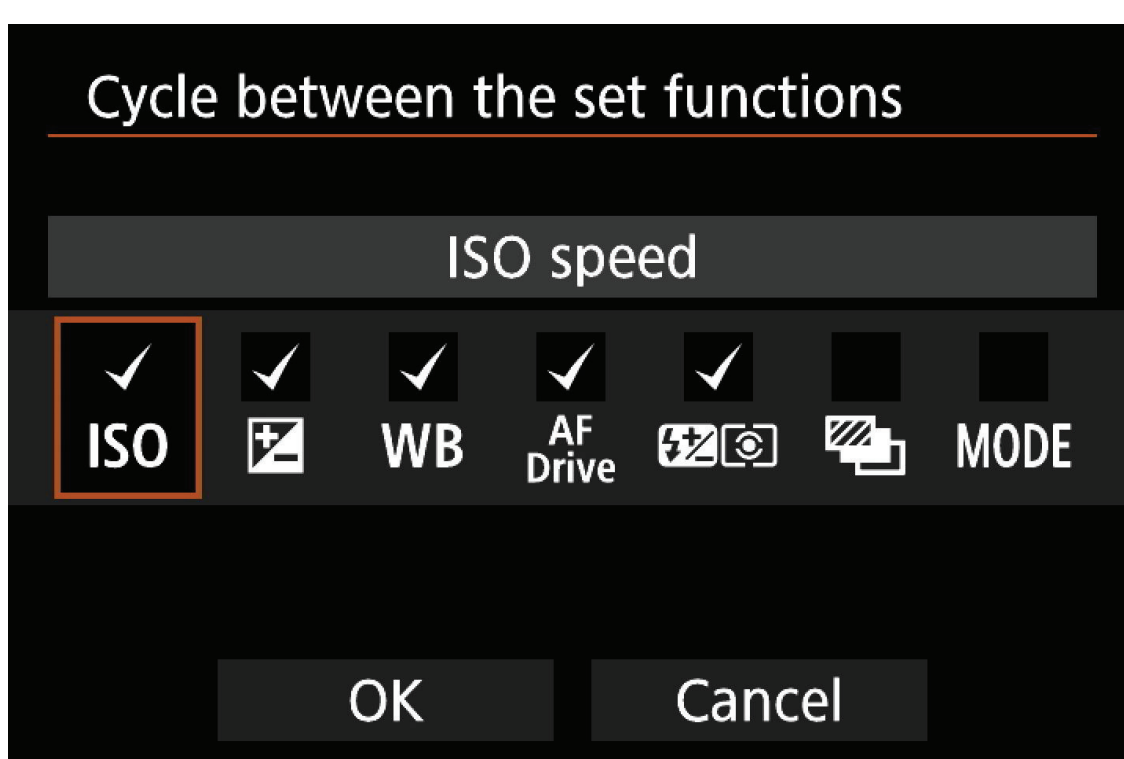 Cycle between the set functions
ISO speed
ISO WB AF Drive MODE
OK Cancel